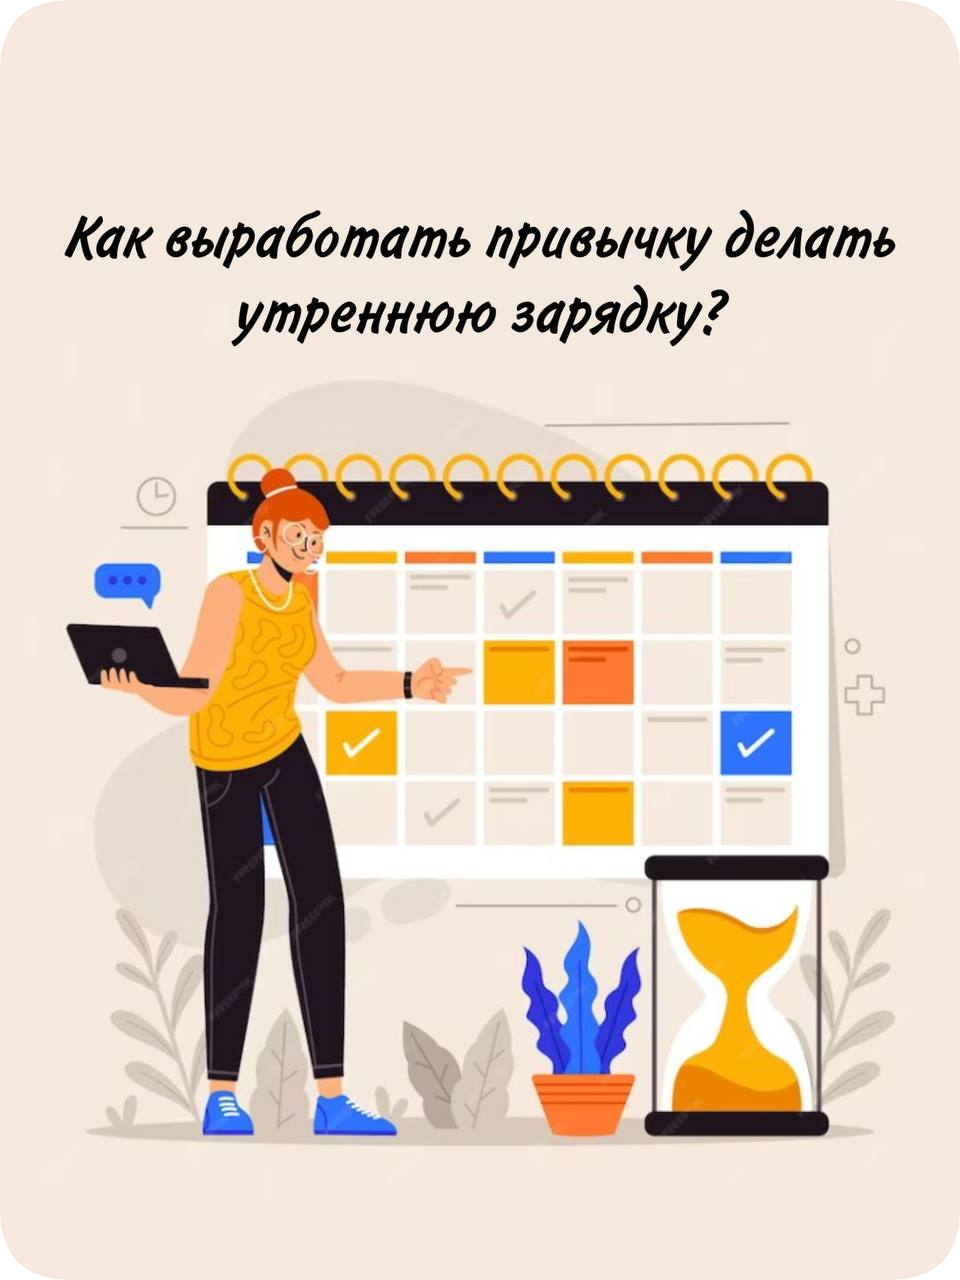 Как выработать привычку делать
утреннюю зарядку?